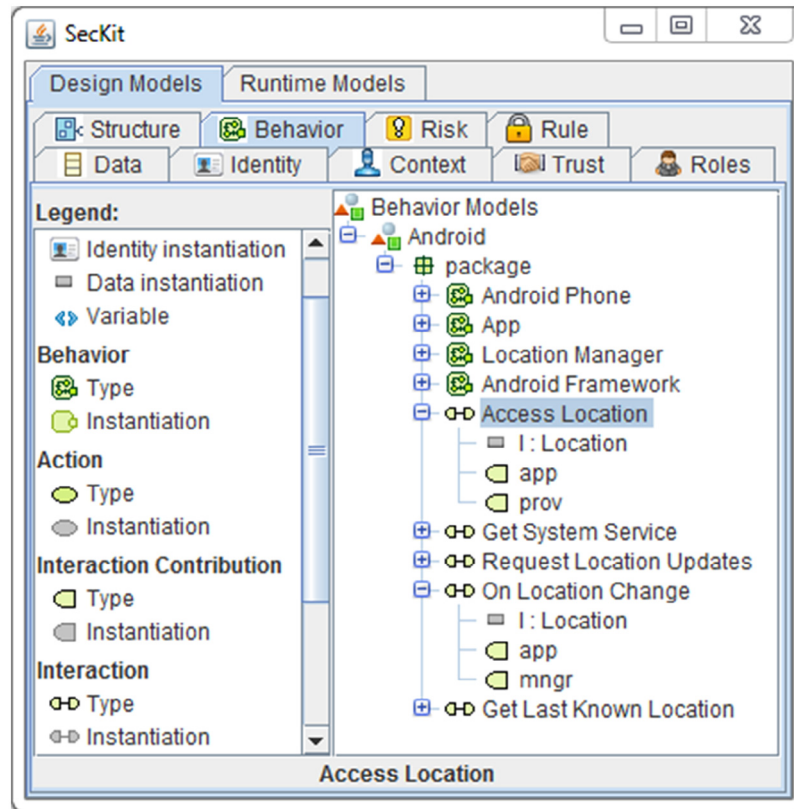 SecKit
Design Models Runtime Models
Structure Behavior Risk Rule
Data Identity Context Trust Roles
Legend:
Identity instantiation
Data instantiation
Variable
Behavior
Type
Instantiation
Action
Type
Instantiation
Interaction Contribution
Type
Instantiation
Interaction
Type
Instantiation
Behavior Models
Android
package
Android Phone
App
Location Manager
Android Framework
Access Location
l : Location
app
prov
Get System Service
Request Location Updates
On Location Change
l : Location
app
mngr
Get Last Known Location
Access Location